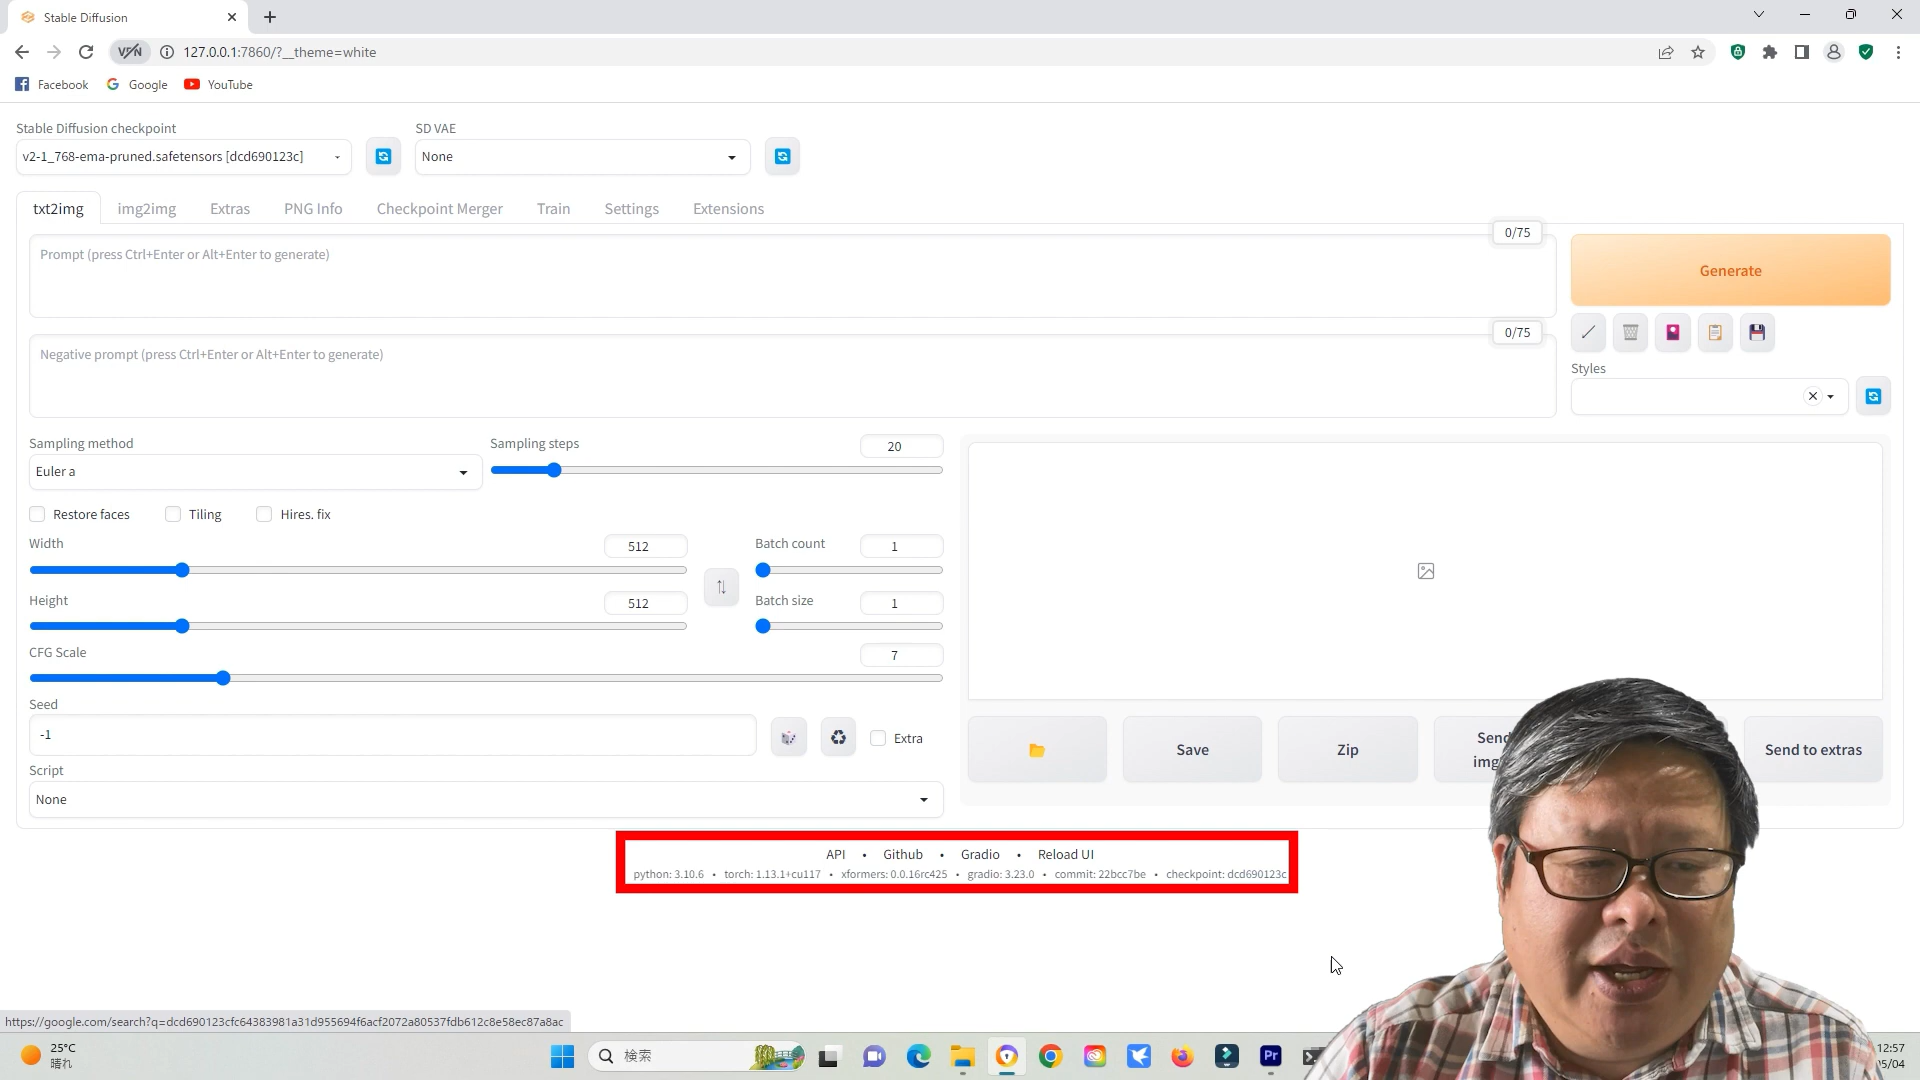 Stable Diffusion
VPN
127.0.0.1:7860/?__theme=white
Facebook Google YouTube
Stable Diffusion checkpoint
SD VAE
v2-1_768-ema-pruned.safetensors [dcd690123c]
None
txt2img img2img Extras PNG Info Checkpoint Merger Train Settings Extensions
0/75
Prompt (press Ctrl+Enter or Alt+Enter to generate)
Generate
0/75
Negative prompt (press Ctrl+Enter or Alt+Enter to generate)
Styles
Sampling method
Euler a
Sampling steps
20
Restore faces Tiling Hires. fix
Width
512
Batch count
1
Height
512
Batch size
1
CFG Scale
7
Seed
-1
Extra
Script
None
Save
Zip
Send
img
Send to extras
API • Github • Gradio • Reload UI
python: 3.10.6 • torch: 1.13.1+cu117 • xformers: 0.0.16rc425 • gradio: 3.23.0 • commit: 22bcc7be • checkpoint: dcd690123c
https://google.com/search?q=dcd690123cfc64383981a31d955694f6acf2072a80537fdb612c8e58ec87a8ac
25°C
晴れ
検索
Pr
12:57
5/04